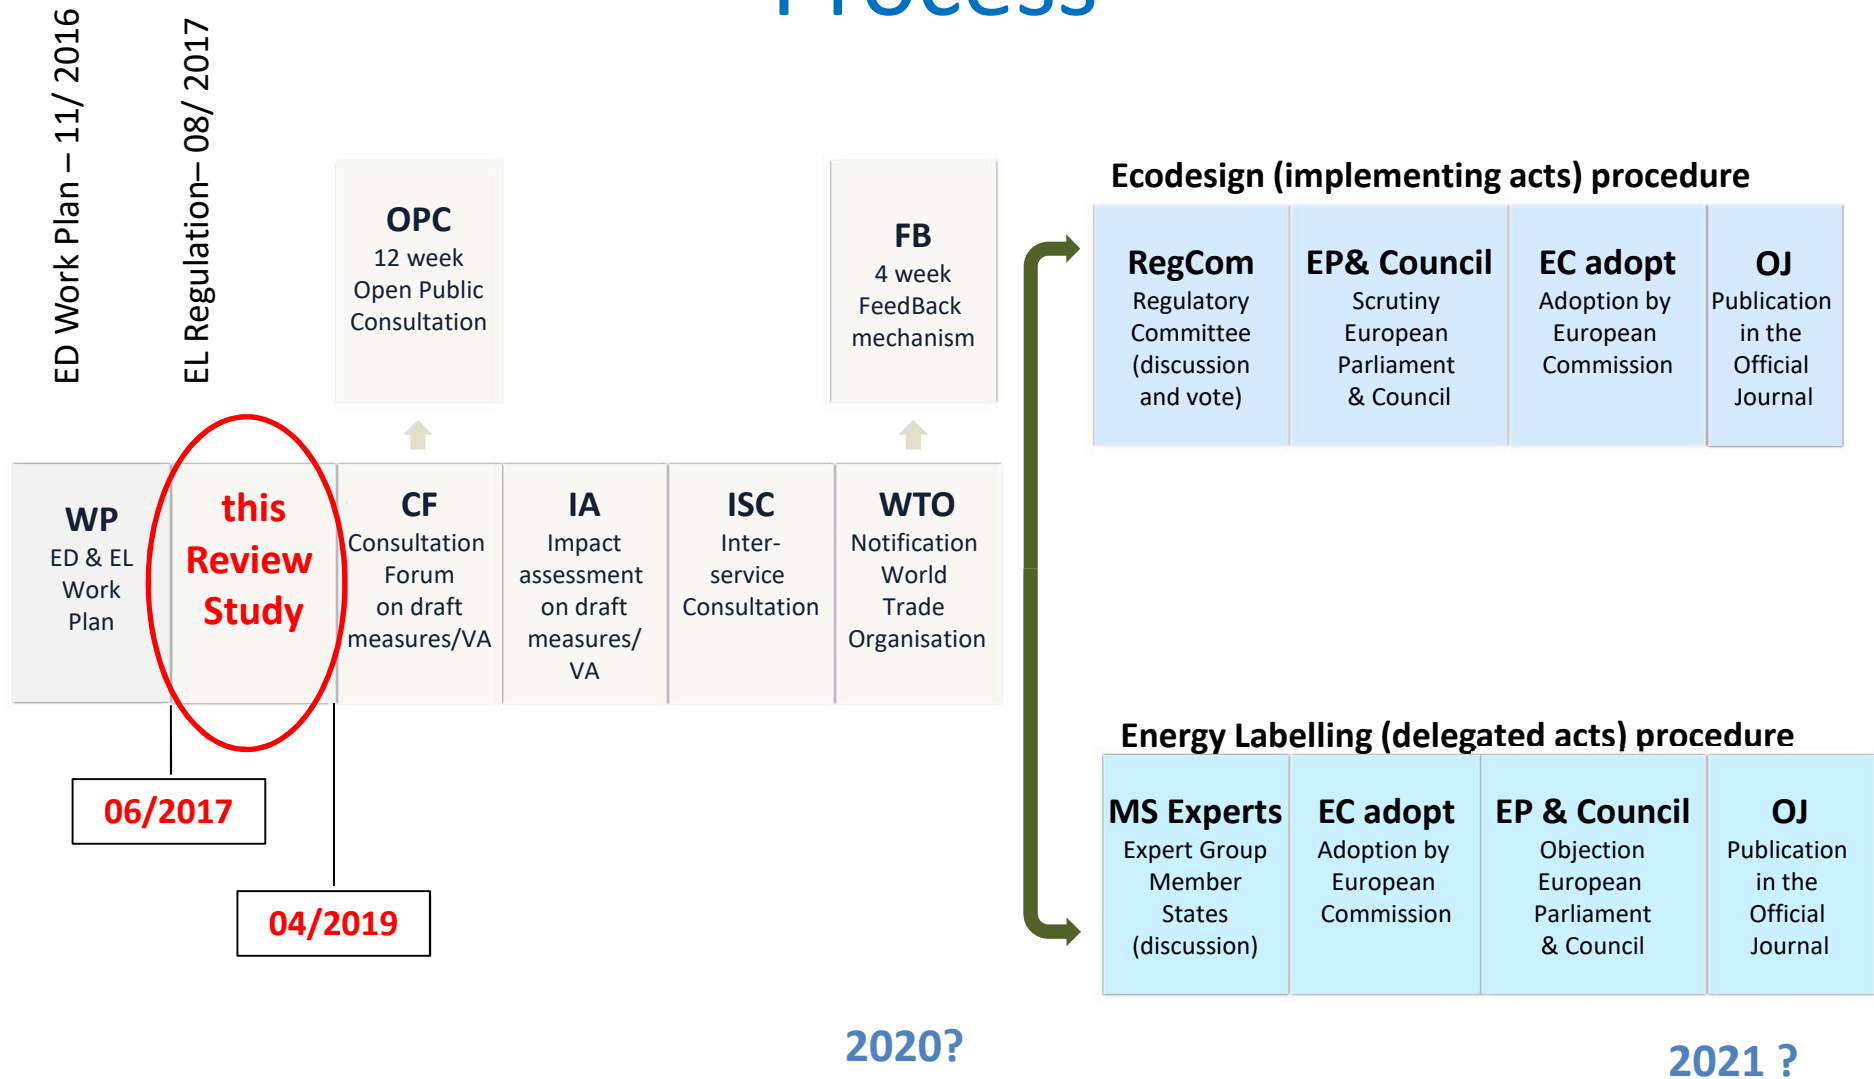 Process
ED Work Plan – 11/ 2016
EL Regulation– 08/ 2017
OPC
12 week
Open Public
Consultation
FB
4 week
FeedBack
mechanism
WP
ED & EL
Work
Plan
this
Review
Study
CF
Consultation
Forum
on draft
measures/VA
IA
Impact
assessment
on draft
measures/
VA
ISC
Inter-
service
Consultation
WTO
Notification
World
Trade
Organisation
06/2017
04/2019
Ecodesign (implementing acts) procedure
RegCom
Regulatory
Committee
(discussion
and vote)
EP& Council
Scrutiny
European
Parliament
& Council
EC adopt
Adoption by
European
Commission
OJ
Publication
in the
Official
Journal
Energy Labelling (delegated acts) procedure
MS Experts
Expert Group
Member
States
(discussion)
EC adopt
Adoption by
European
Commission
EP & Council
Objection
European
Parliament
& Council
OJ
Publication
in the
Official
Journal
2020?
2021 ?